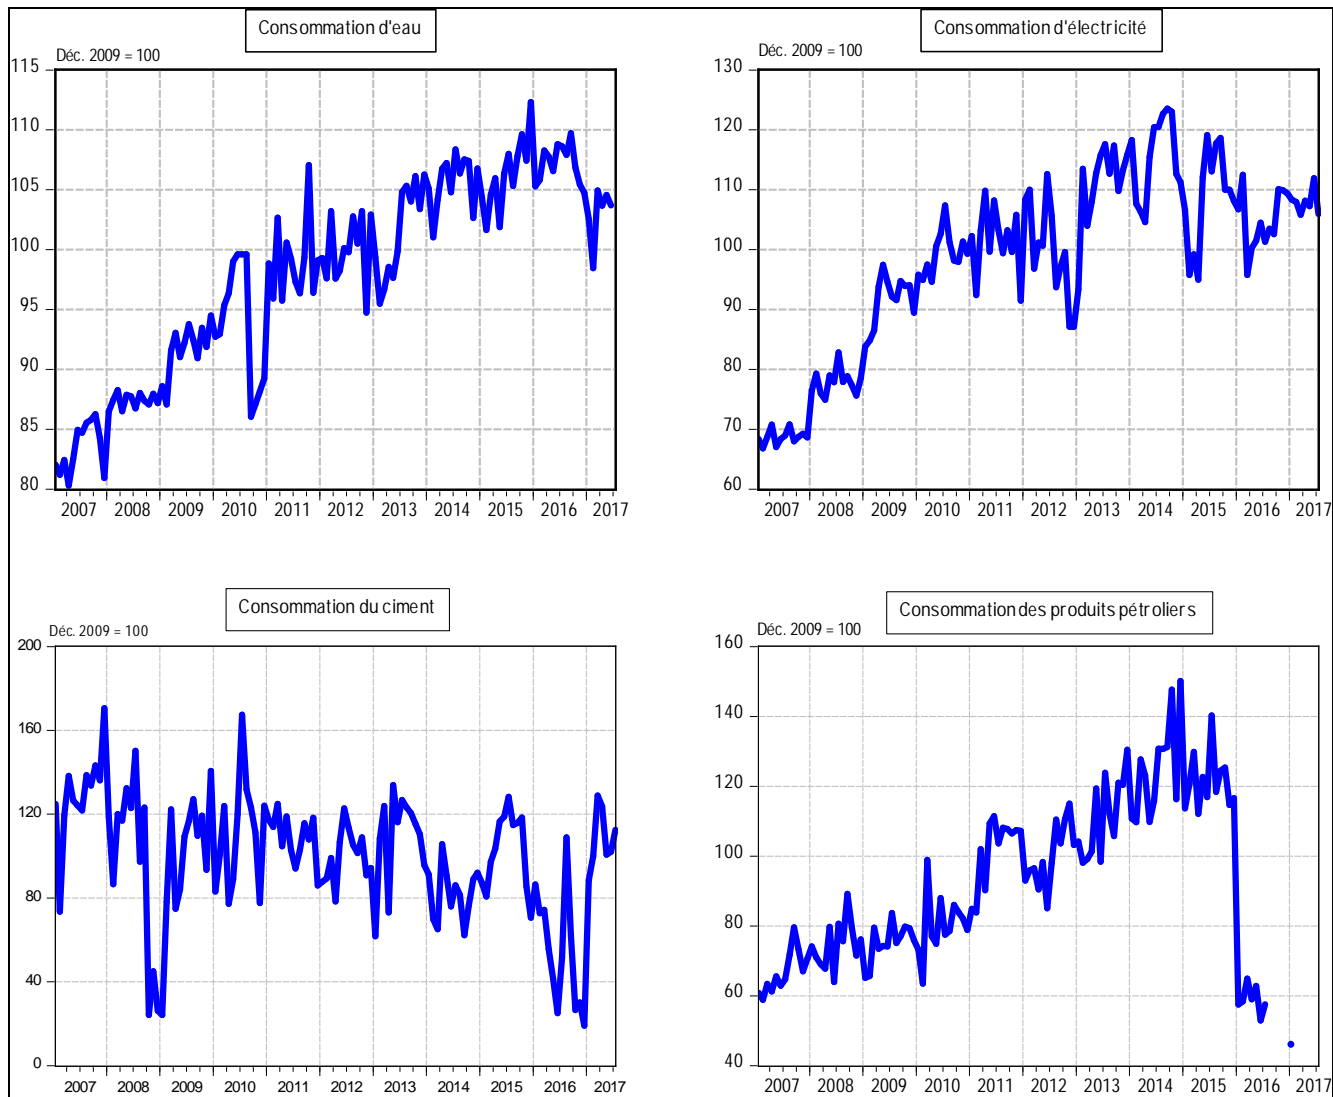 Consommation d'eau
Déc. 2009 = 100
115
110
105
100
95
90
85
80
2007 2008 2009 2010 2011 2012 2013 2014 2015 2016 2017
Consommation d'électricité
Déc. 2009 = 100
130
120
110
100
90
80
70
60
2007 2008 2009 2010 2011 2012 2013 2014 2015 2016 2017
Consommation du ciment
Déc. 2009 = 100
200
160
120
80
40
0
2007 2008 2009 2010 2011 2012 2013 2014 2015 2016 2017
Consommation des produits pétroliers
Déc. 2009 = 100
160
140
120
100
80
60
40
2007 2008 2009 2010 2011 2012 2013 2014 2015 2016 2017